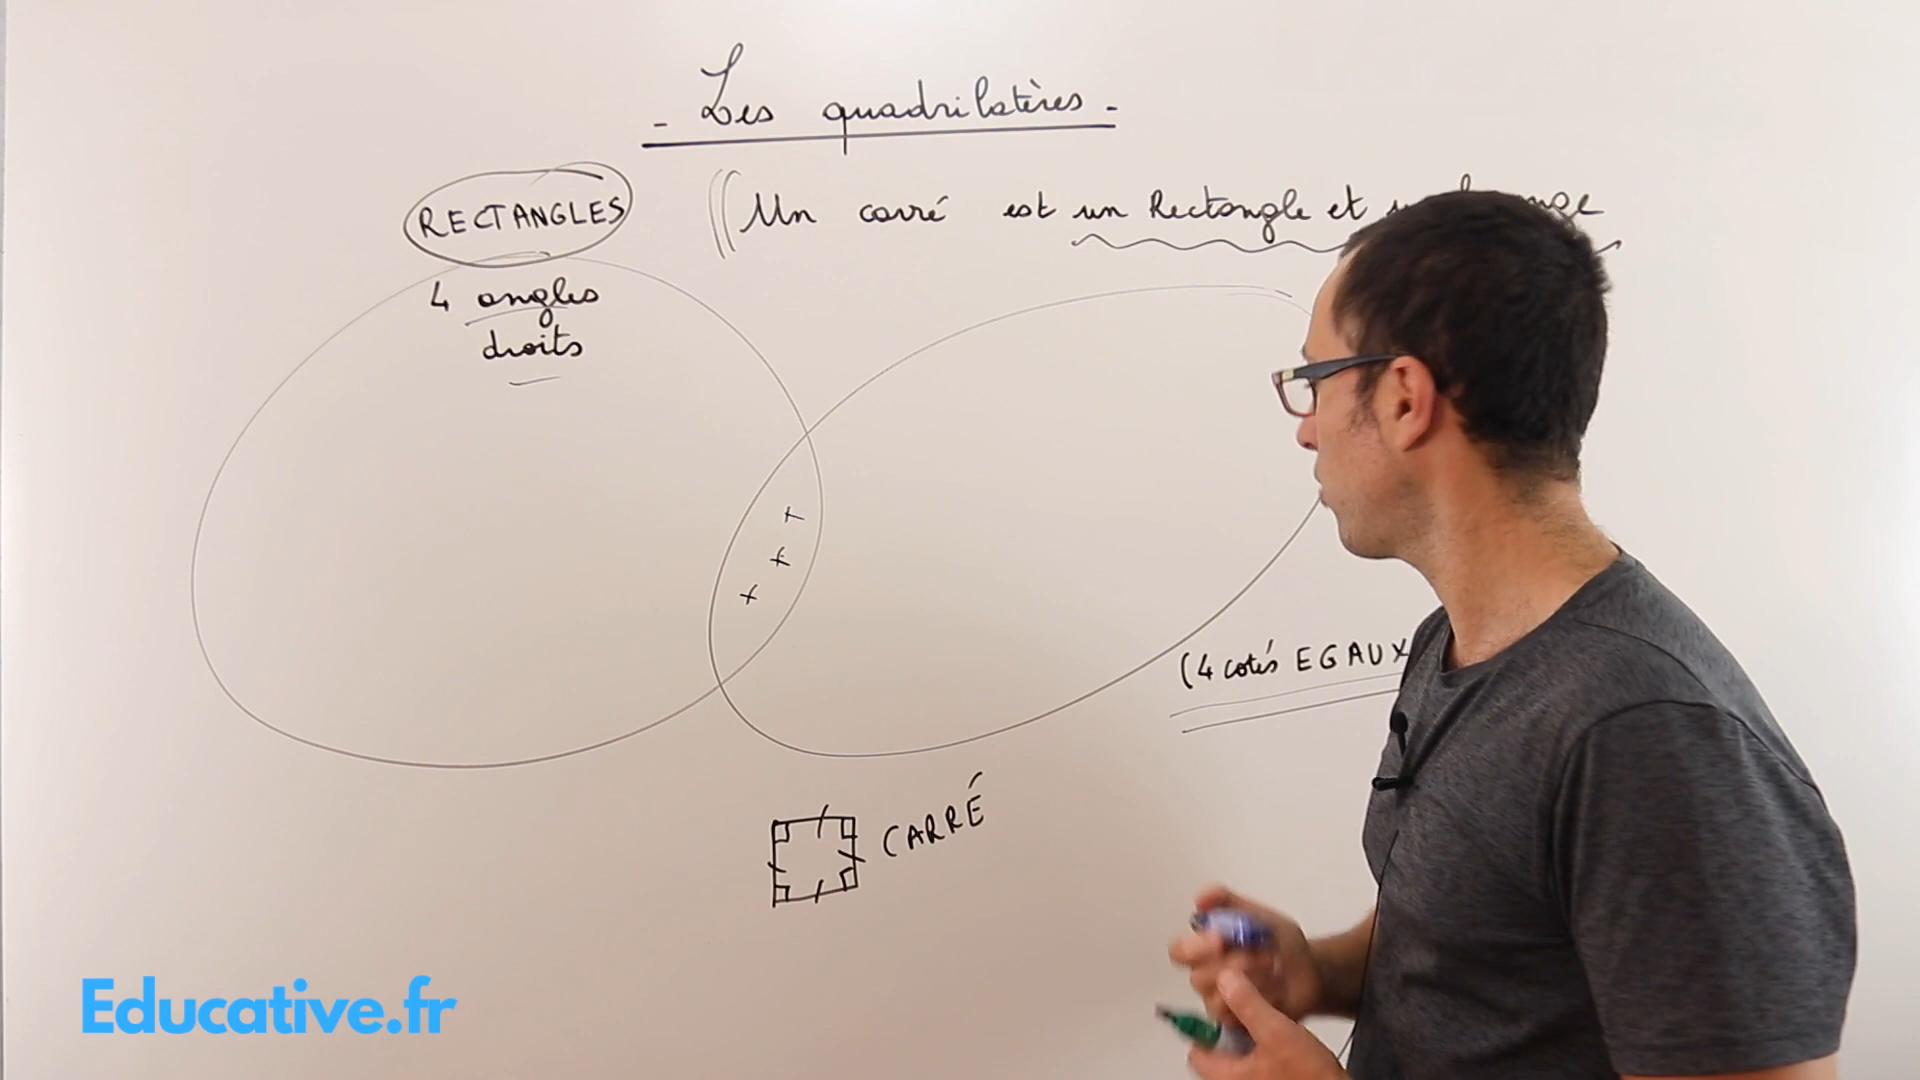 - Les quadrilatères -
RECTANGLES
Un carré est un Rectangle et
4 angles
droits
(4 cotés EGAUX
CARRÉ
Educative.fr